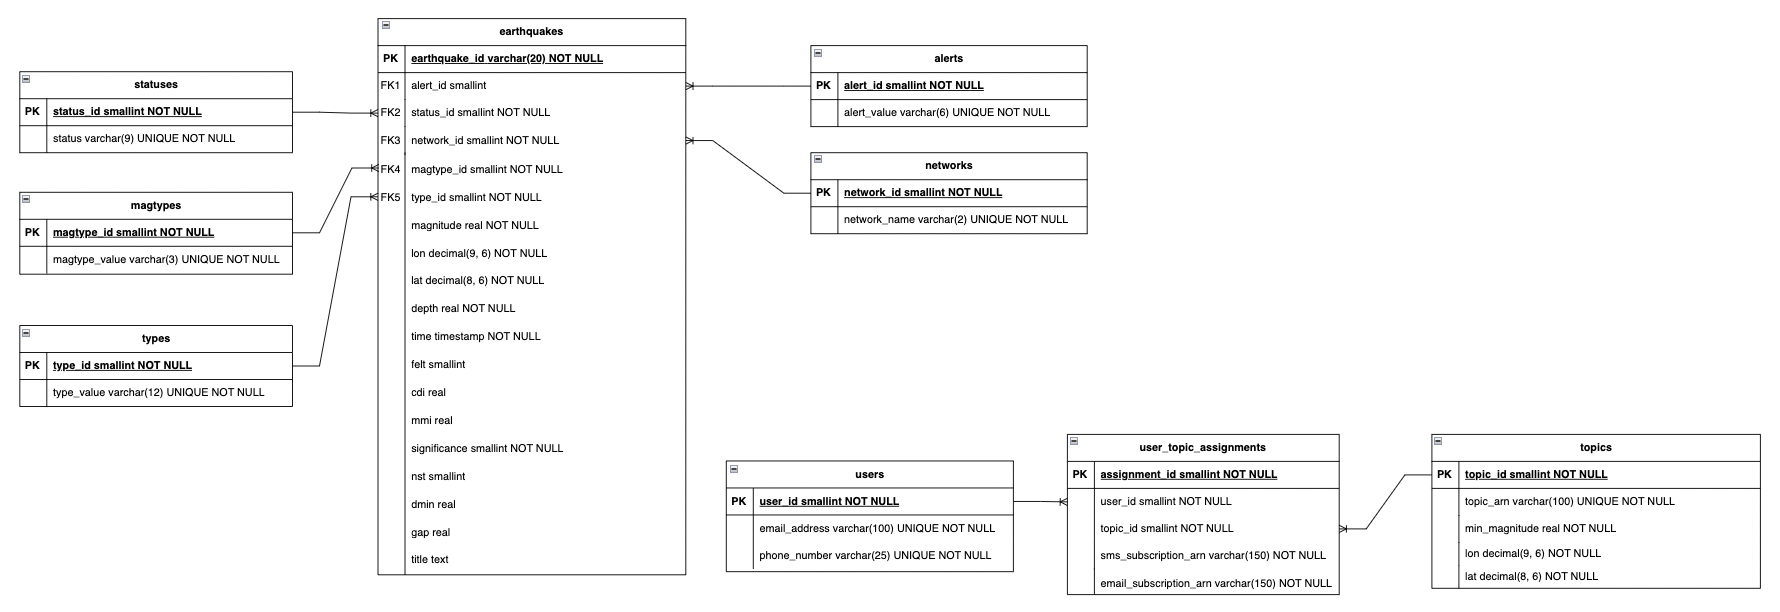 earthquakes
PK earthquake_id varchar(20) NOT NULL
FK1 alert_id smallint
FK2 status_id smallint NOT NULL
FK3 network_id smallint NOT NULL
FK4 magtype_id smallint NOT NULL
FK5 type_id smallint NOT NULL
magnitude real NOT NULL
lon decimal(9, 6) NOT NULL
lat decimal(8, 6) NOT NULL
depth real NOT NULL
time timestamp NOT NULL
felt smallint
cdi real
mmi real
significance smallint NOT NULL
nst smallint
dmin real
gap real
title text
statuses
PK status_id smallint NOT NULL
status varchar(9) UNIQUE NOT NULL
magtypes
PK magtype_id smallint NOT NULL
magtype_value varchar(3) UNIQUE NOT NULL
types
PK type_id smallint NOT NULL
type_value varchar(12) UNIQUE NOT NULL
alerts
PK alert_id smallint NOT NULL
alert_value varchar(6) UNIQUE NOT NULL
networks
PK network_id smallint NOT NULL
network_name varchar(2) UNIQUE NOT NULL
users
PK user_id smallint NOT NULL
email_address varchar(100) UNIQUE NOT NULL
phone_number varchar(25) UNIQUE NOT NULL
user_topic_assignments
PK assignment_id smallint NOT NULL
user_id smallint NOT NULL
topic_id smallint NOT NULL
sms_subscription_arn varchar(150) NOT NULL
email_subscription_arn varchar(150) NOT NULL
topics
PK topic_id smallint NOT NULL
topic_arn varchar(100) UNIQUE NOT NULL
min_magnitude real NOT NULL
lon decimal(9, 6) NOT NULL
lat decimal(8, 6) NOT NULL